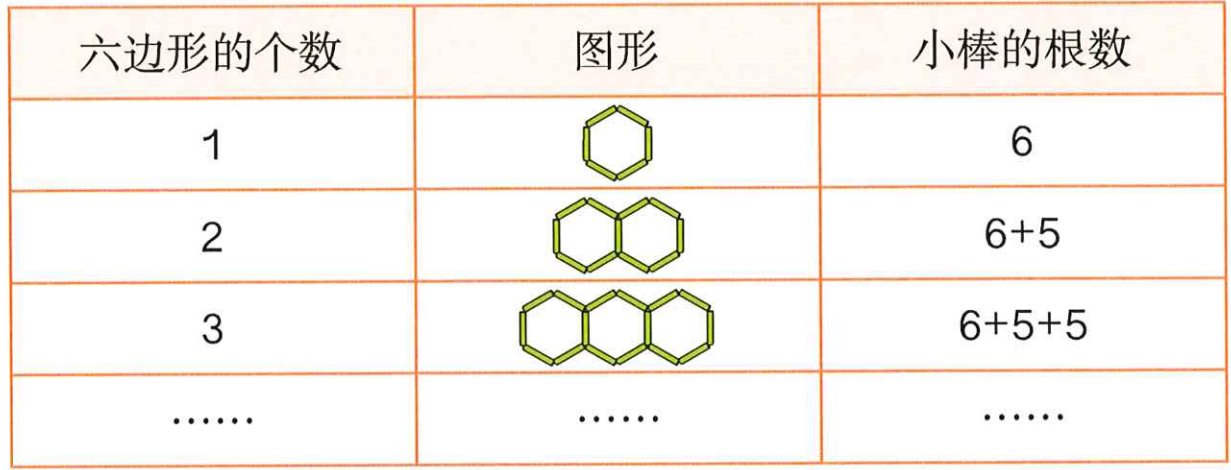 六边形的个数 图形 小棒的根数
1 6
2 6+5
3 6+5+5
…… …… ……